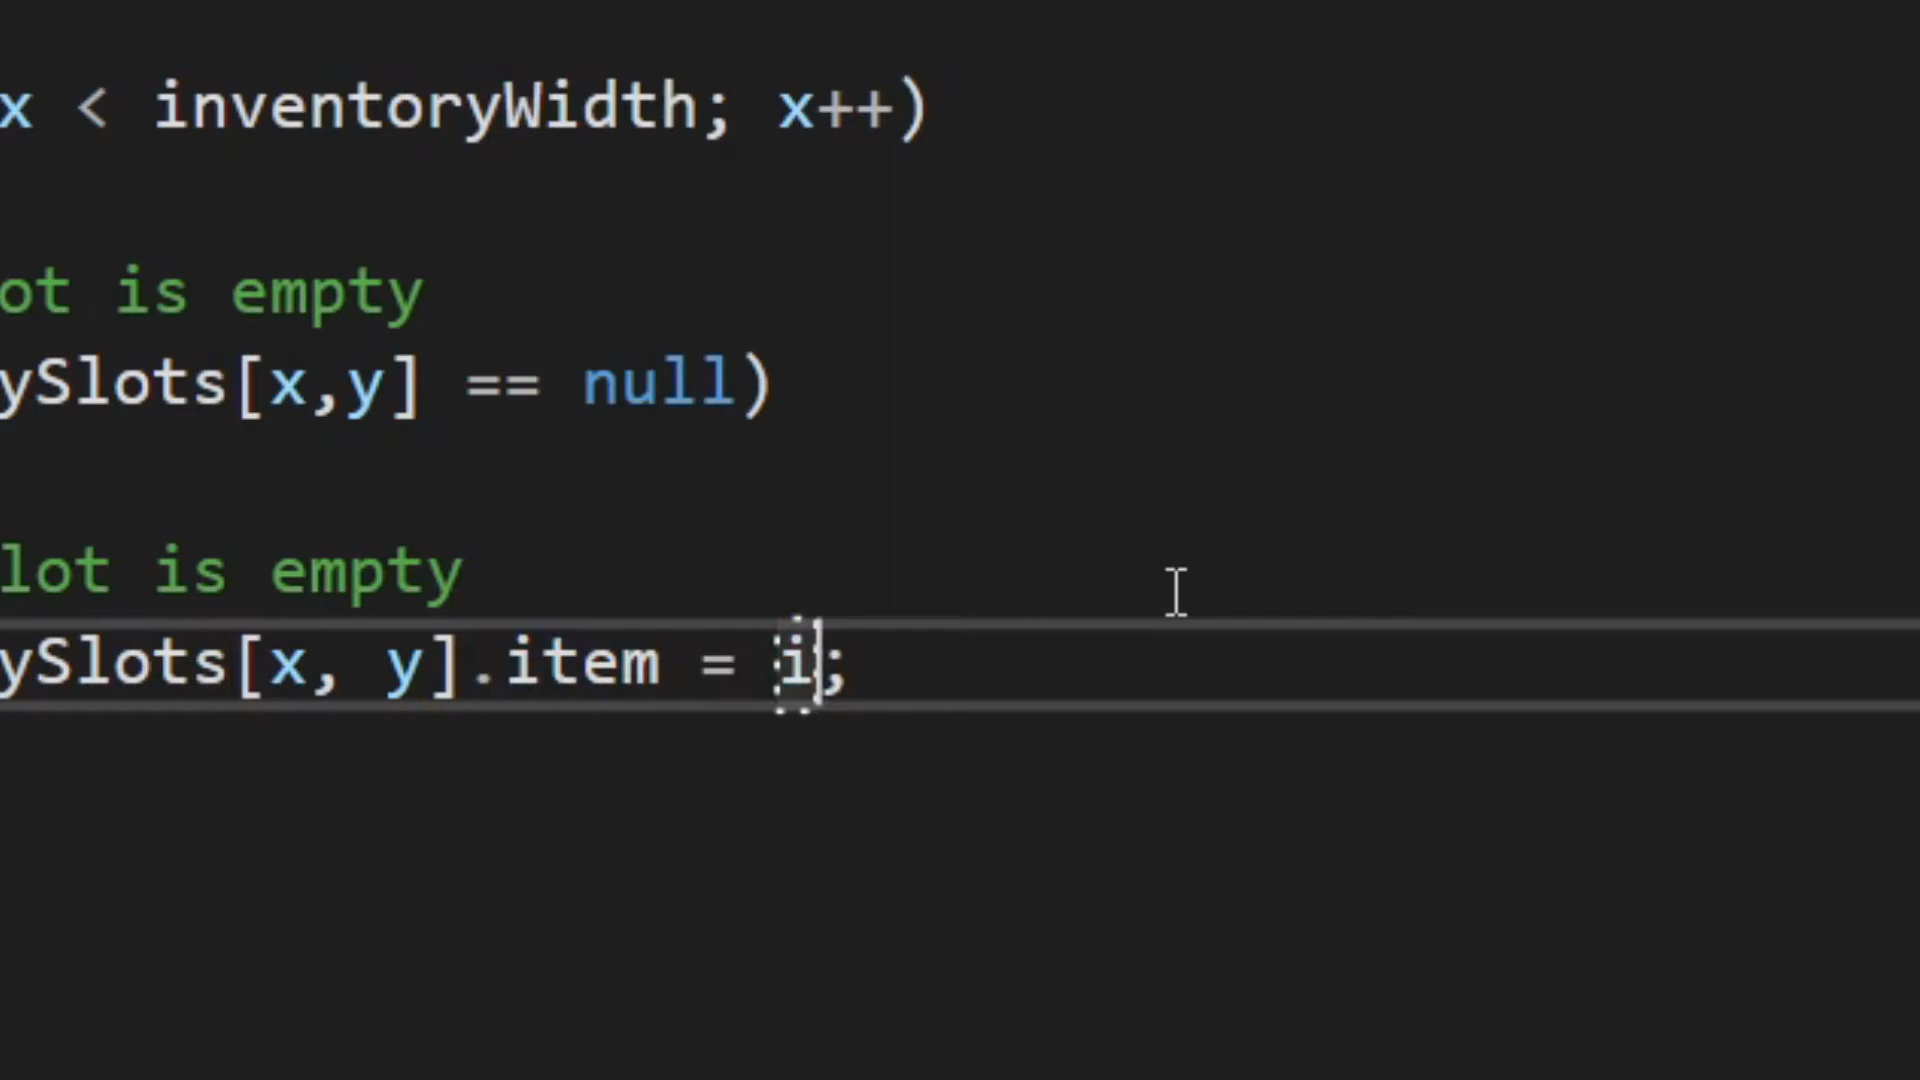 x < inventoryWidth; x++)
ot is empty
ySlots[x,y] == null)
lot is empty
ySlots[x, y].item = i;